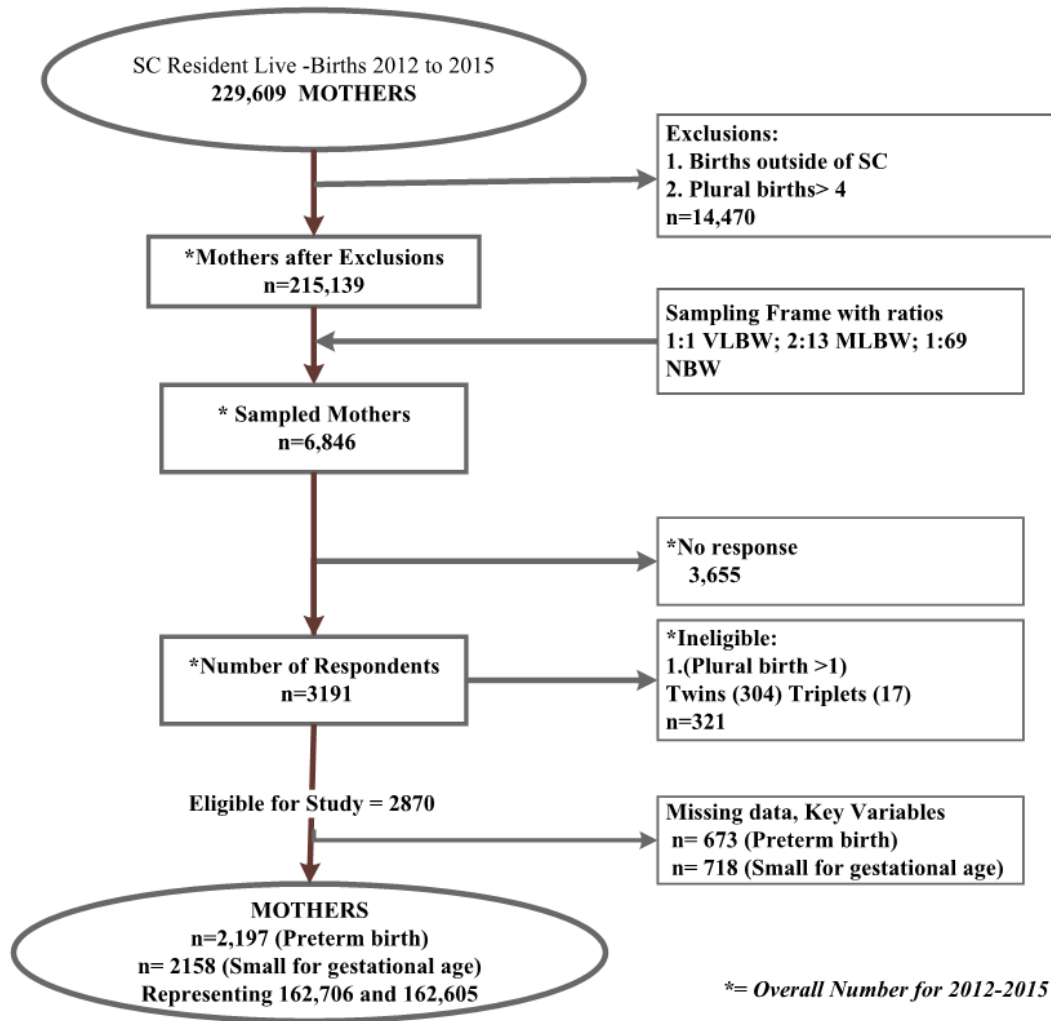 SC Resident Live -Births 2012 to 2015
229,609 MOTHERS
Exclusions:
1. Births outside of SC
2. Plural births> 4
n=14,470
*Mothers after Exclusions
n=215,139
Sampling Frame with ratios
1:1 VLBW; 2:13 MLBW; 1:69
NBW
* Sampled Mothers
n=6,846
*No response
3,655
*Number of Respondents
n=3191
*Ineligible:
1.(Plural birth >1)
Twins (304) Triplets (17)
n=321
Eligible for Study = 2870
Missing data, Key Variables
n= 673 (Preterm birth)
n= 718 (Small for gestational age)
MOTHERS
n=2,197 (Preterm birth)
n= 2158 (Small for gestational age)
Representing 162,706 and 162,605
*= Overall Number for 2012-2015